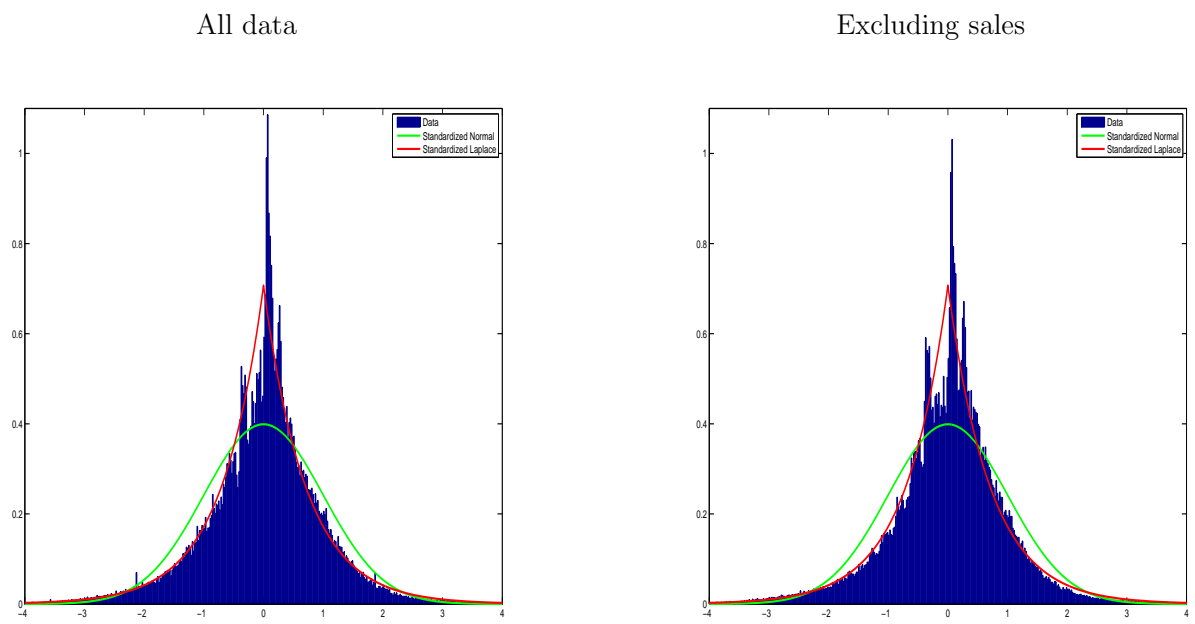 All data
Excluding sales
Data
Standardized Normal
Standardized Laplace
1
0.8
0.6
0.4
0.2
0
−4 −3 −2 −1 0 1 2 3 4
Data
Standardized Normal
Standardized Laplace
1
0.8
0.6
0.4
0.2
0
−4 −3 −2 −1 0 1 2 3 4